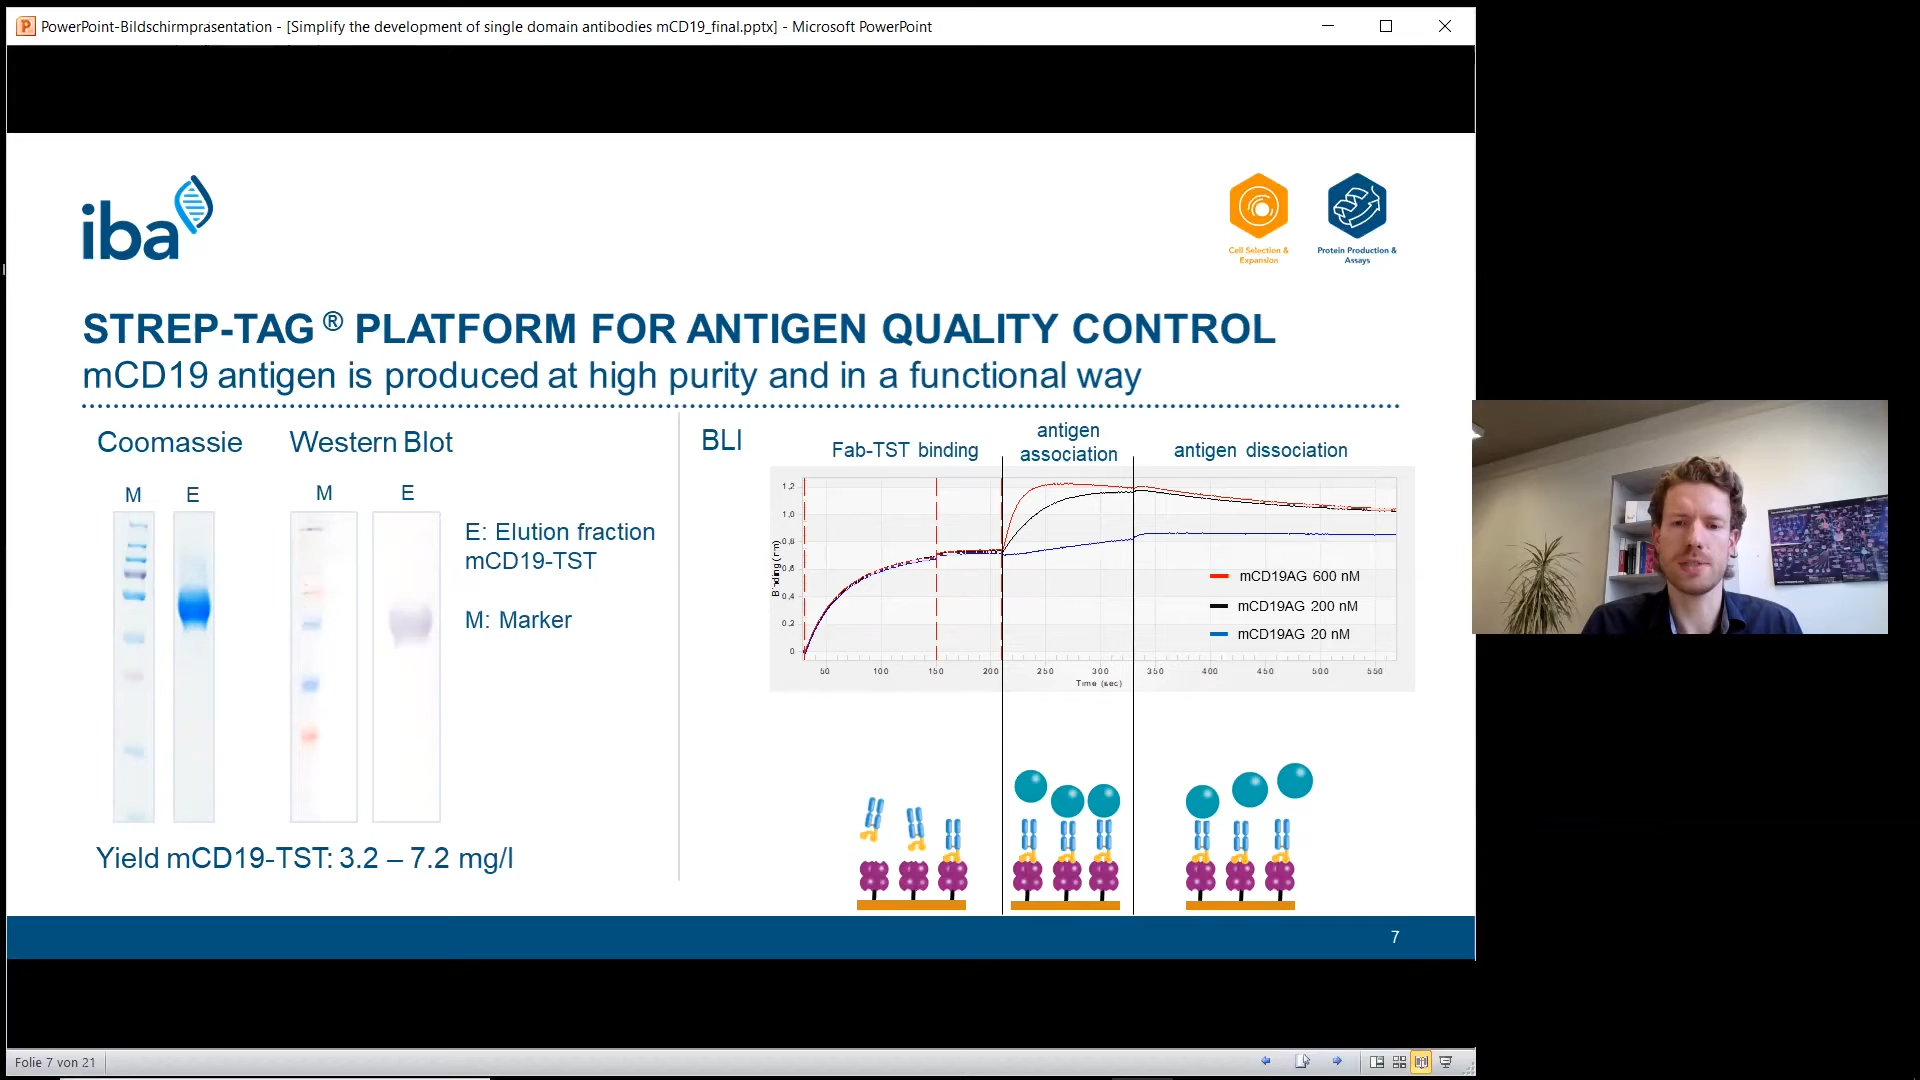 PowerPoint-Bildschirmpräsentation - [Simplify the development of single domain antibodies mCD19_final.pptx] - Microsoft PowerPoint
iba
Cell Selection &
Expansion
Protein Production &
Assays
STREP-TAG ® PLATFORM FOR ANTIGEN QUALITY CONTROL
mCD19 antigen is produced at high purity and in a functional way
Coomassie
Western Blot
M E
M E
E: Elution fraction
mCD19-TST
M: Marker
Yield mCD19-TST: 3.2 – 7.2 mg/l
BLI
Fab-TST binding
antigen
association
antigen dissociation
1,2
1,0
0,8
0,6
0,4
0,2
0
Binding (nm)
mCD19AG 600 nM
mCD19AG 200 nM
mCD19AG 20 nM
50 100 150 200 250 300 350 400 450 500 550
Time (sec)
7
Folie 7 von 21